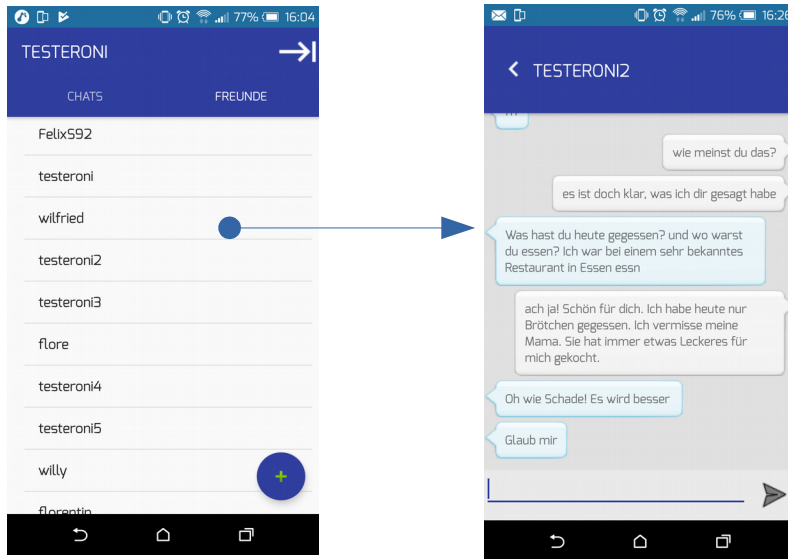 77% 16:04
TESTERONI
CHATS FREUNDE
FelixS92
testeroni
wilfried
testeroni2
testeroni3
flore
testeroni4
testeroni5
willy
florentin
76% 16:26
TESTERONI2
wie meinst du das?
es ist doch klar, was ich dir gesagt habe
Was hast du heute gegessen? und wo warst
du essen? Ich war bei einem sehr bekanntes
Restaurant in Essen essn
ach ja! Schön für dich. Ich habe heute nur
Brötchen gegessen. Ich vermisse meine
Mama. Sie hat immer etwas Leckeres für
mich gekocht.
Oh wie Schade! Es wird besser
Glaub mir